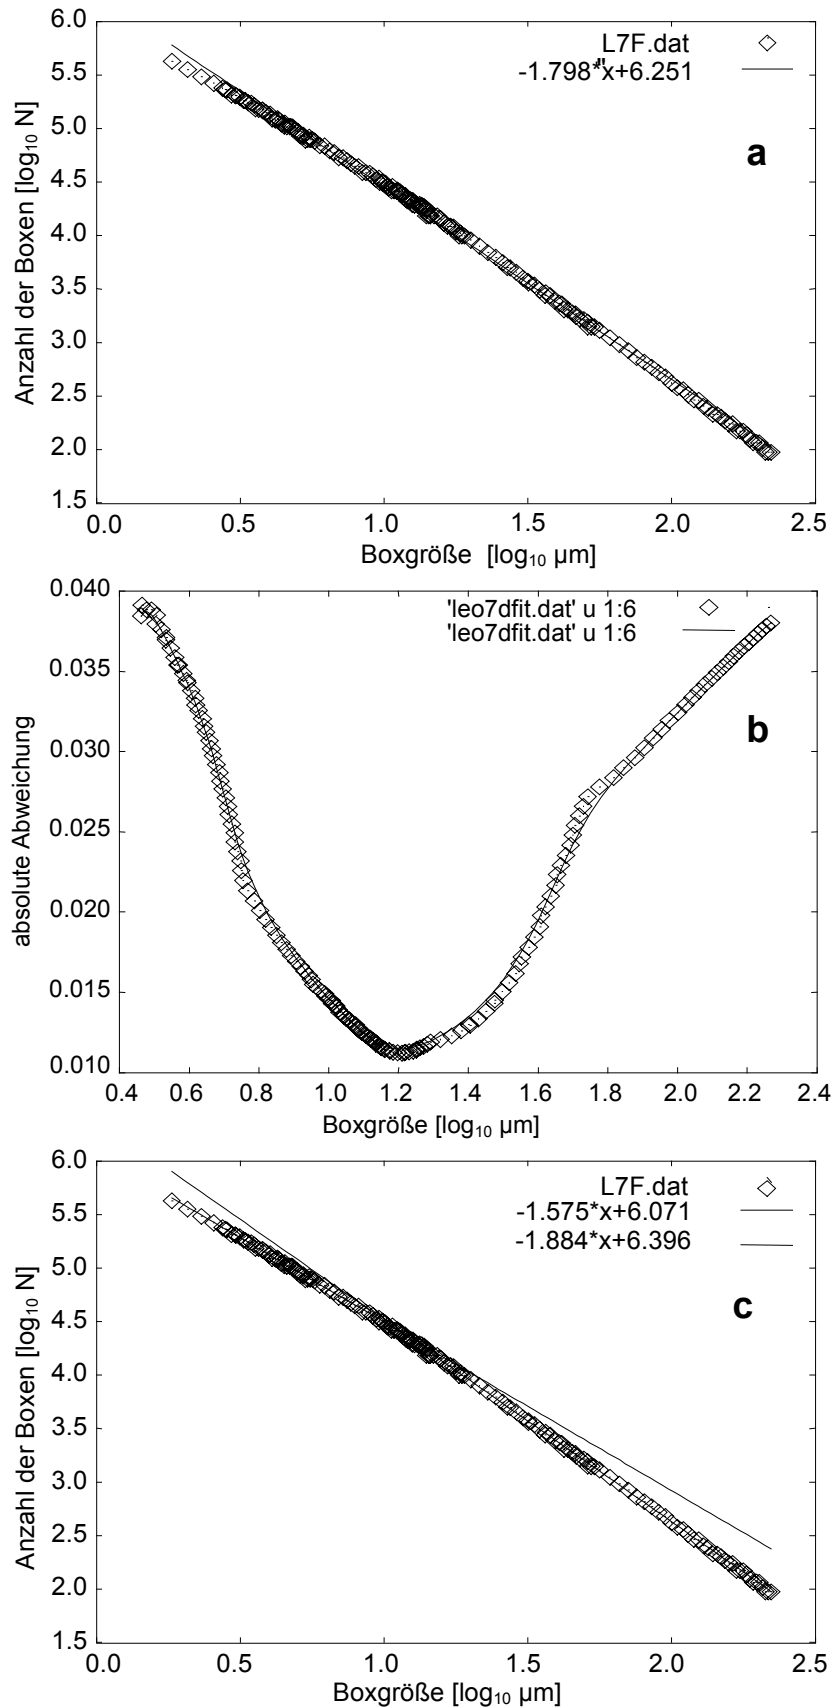 6.0
5.5
5.0
4.5
4.0
3.5
3.0
2.5
2.0
1.5
Anzahl der Boxen [log₁₀ N]
L7F.dat
-1.798*x+6.251
a
0.0 0.5 1.0 1.5 2.0 2.5
Boxgröße [log₁₀ µm]
0.040
0.035
0.030
0.025
0.020
0.015
0.010
absolute Abweichung
'leo7dfit.dat' u 1:6
'leo7dfit.dat' u 1:6
b
0.4 0.6 0.8 1.0 1.2 1.4 1.6 1.8 2.0 2.2 2.4
Boxgröße [log₁₀ µm]
6.0
5.5
5.0
4.5
4.0
3.5
3.0
2.5
2.0
1.5
Anzahl der Boxen [log₁₀ N]
L7F.dat
-1.575*x+6.071
-1.884*x+6.396
c
0.0 0.5 1.0 1.5 2.0 2.5
Boxgröße [log₁₀ µm]